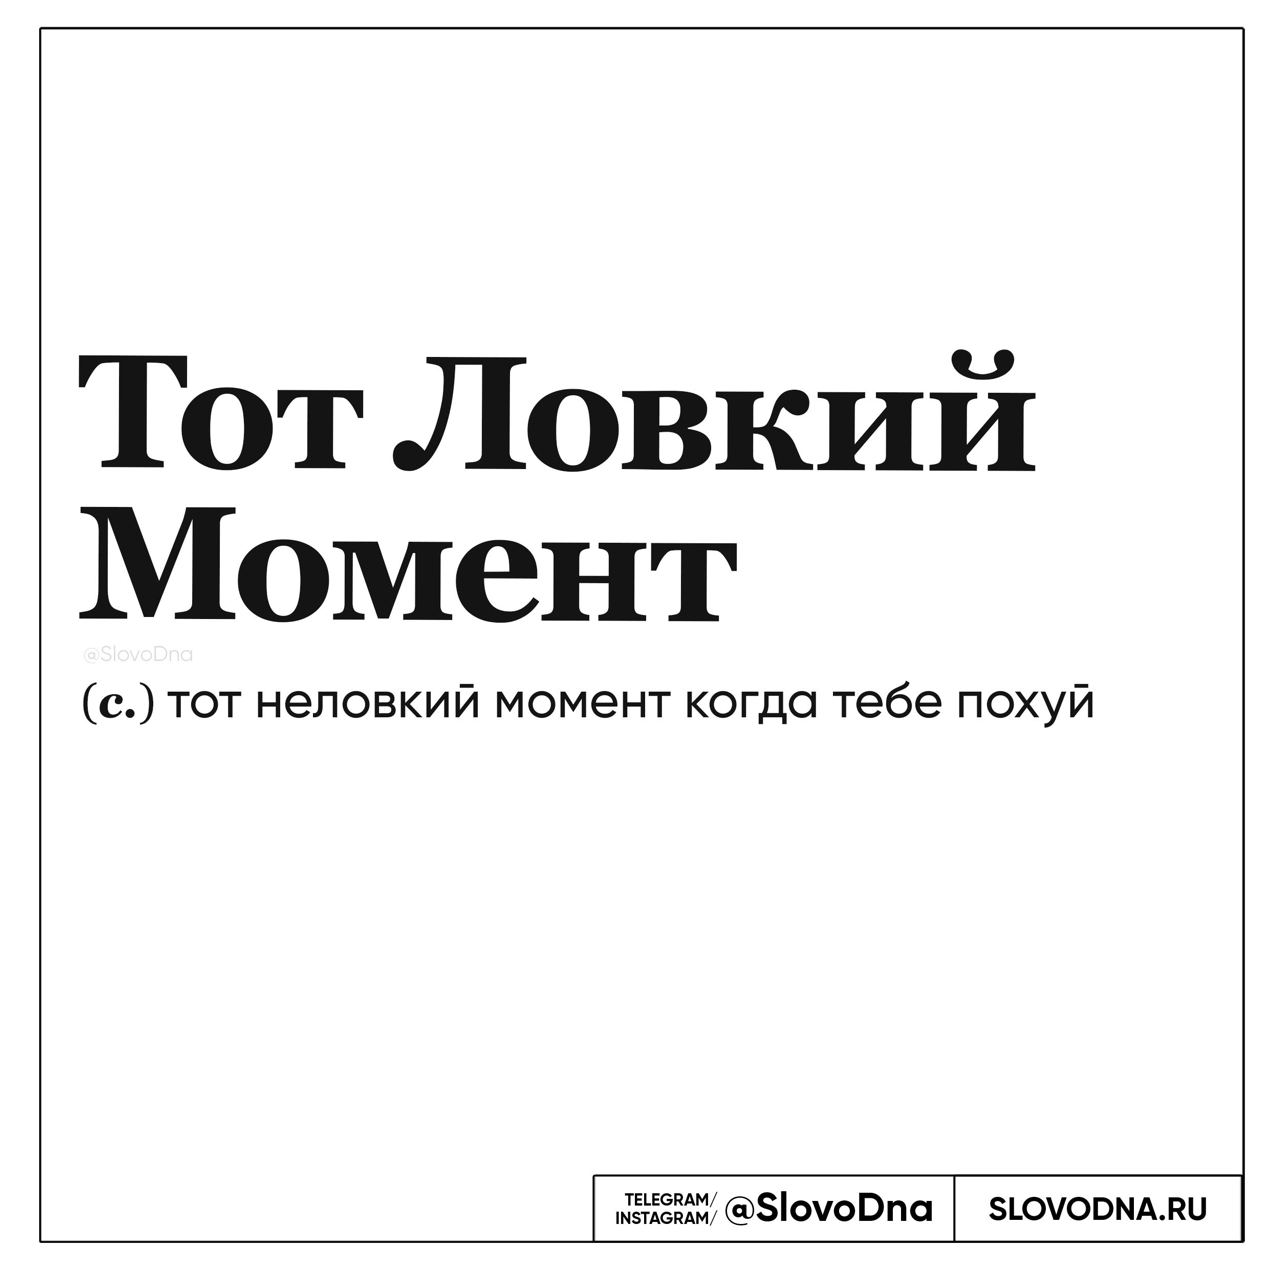 Тот Ловкий
Момент
@SlovoDna
(с.) тот неловкий момент когда тебе похуй
TELEGRAM/
INSTAGRAM/
@SlovoDna
SLOVODNA.RU